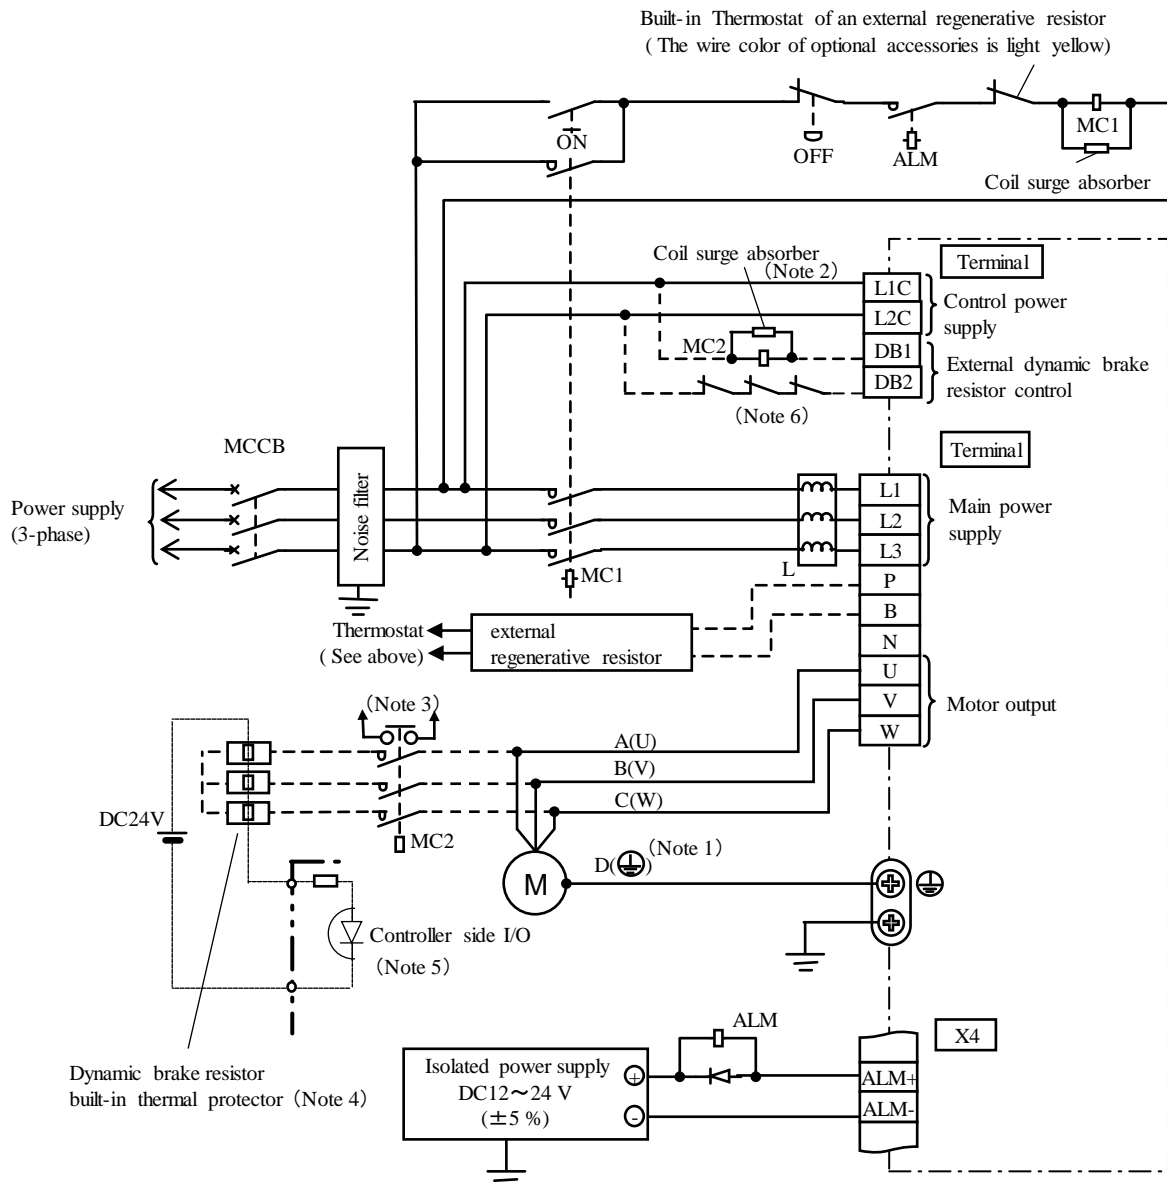 Built-in Thermostat of an external regenerative resistor
( The wire color of optional accessories is light yellow)
ON
OFF
ALM
MC1
Coil surge absorber
Coil surge absorber
(Note 2)
Terminal
L1C
L2C
Control power
supply
MC2
DB1
DB2
External dynamic brake
resistor control
(Note 6)
MCCB
Terminal
Power supply
(3-phase)
Noise filter
L1
L2
L3
Main power
supply
MC1
L
P
B
N
Thermostat
( See above)
external
regenerative resistor
U
V
W
Motor output
(Note 3)
A(U)
B(V)
C(W)
DC24V
MC2
D( )
(Note 1)
M
Controller side I/O
(Note 5)
Dynamic brake resistor
built-in thermal protector (Note 4)
ALM
X4
Isolated power supply
DC12～24 V
(±5 %)
+
-
ALM+
ALM-